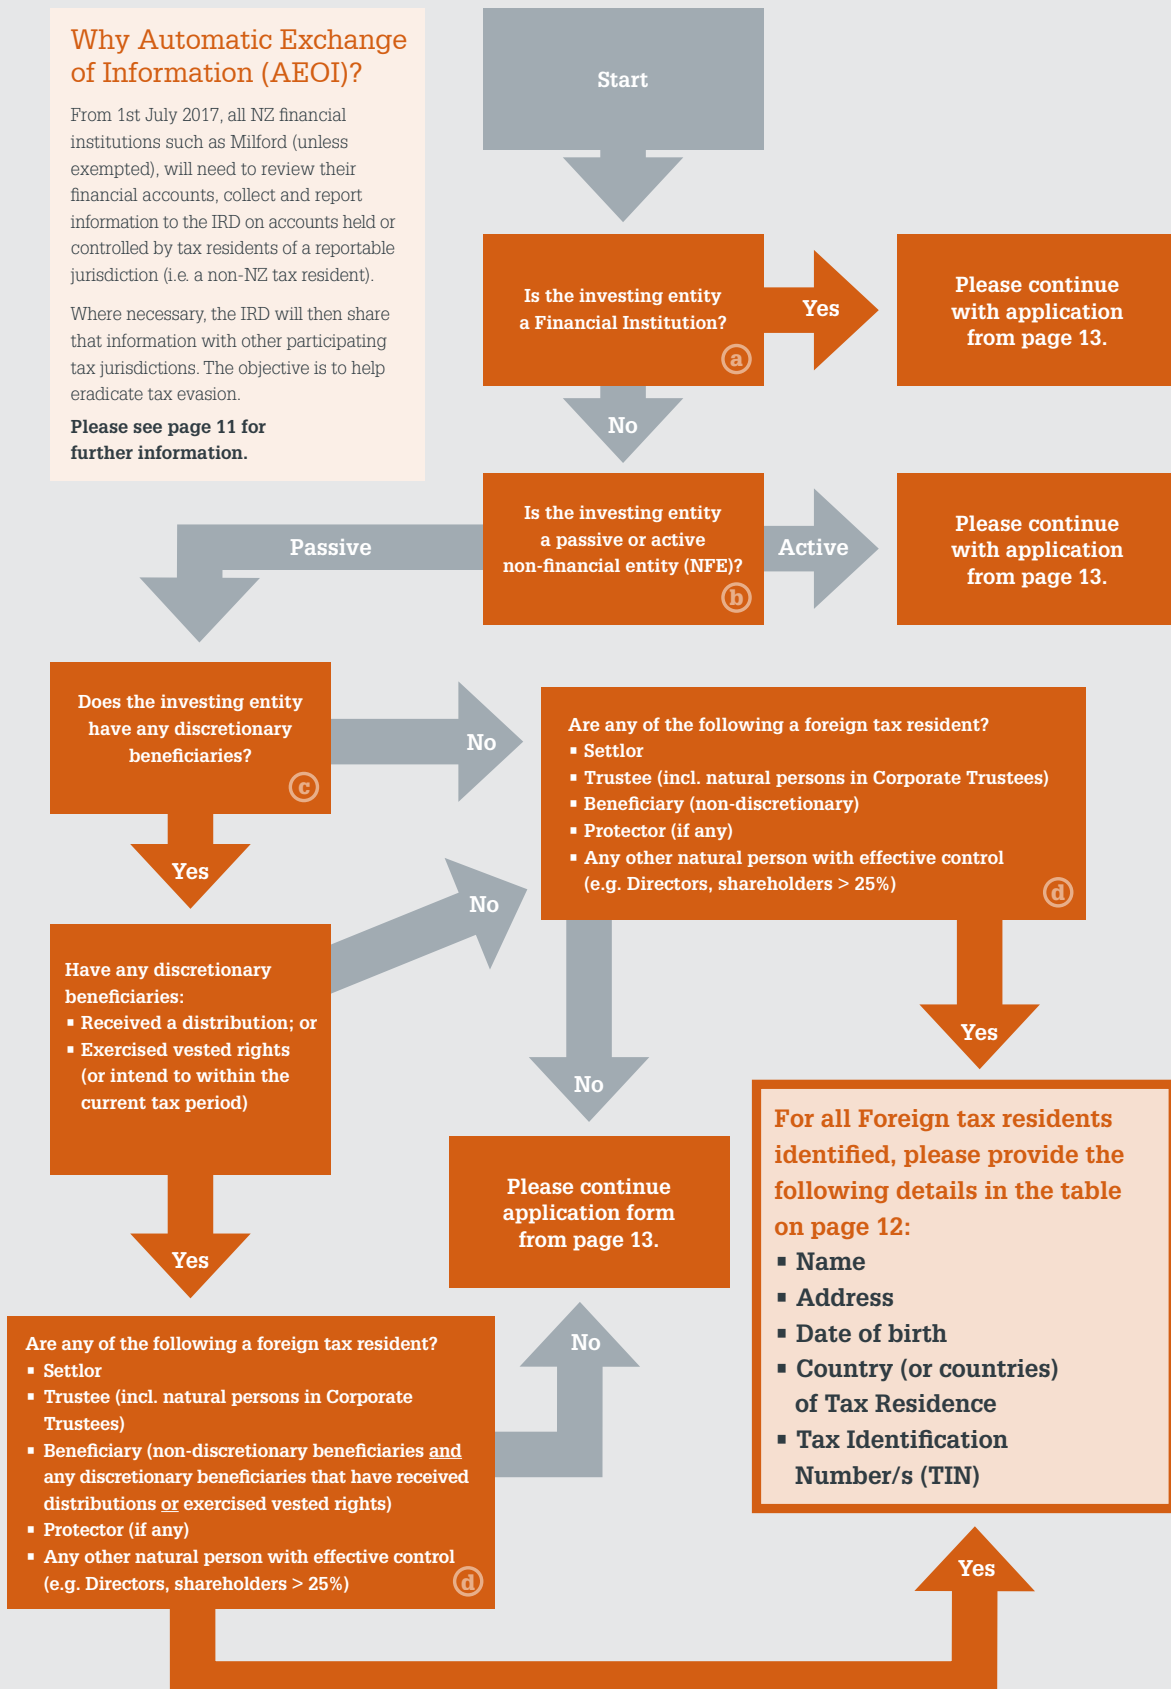 Why Automatic Exchange
of Information (AEOI)?
From 1st July 2017, all NZ financial
institutions such as Milford (unless
exempted), will need to review their
financial accounts, collect and report
information to the IRD on accounts held or
controlled by tax residents of a reportable
jurisdiction (i.e. a non-NZ tax resident).
Where necessary, the IRD will then share
that information with other participating
tax jurisdictions. The objective is to help
eradicate tax evasion.
Please see page 11 for
further information.
Start
Is the investing entity
a Financial Institution?
a
Yes
Please continue
with application
from page 13.
No
Is the investing entity
a passive or active
non-financial entity (NFE)?
b
Passive
Active
Please continue
with application
from page 13.
Does the investing entity
have any discretionary
beneficiaries?
c
No
Are any of the following a foreign tax resident?
▪ Settlor
▪ Trustee (incl. natural persons in Corporate Trustees)
▪ Beneficiary (non-discretionary)
▪ Protector (if any)
▪ Any other natural person with effective control
(e.g. Directors, shareholders > 25%)
d
Yes
No
Have any discretionary
beneficiaries:
▪ Received a distribution; or
▪ Exercised vested rights
(or intend to within the
current tax period)
Yes
No
Please continue
application form
from page 13.
For all Foreign tax residents
identified, please provide the
following details in the table
on page 12:
▪ Name
▪ Address
▪ Date of birth
▪ Country (or countries)
of Tax Residence
▪ Tax Identification
Number/s (TIN)
Yes
Are any of the following a foreign tax resident?
▪ Settlor
▪ Trustee (incl. natural persons in Corporate
Trustees)
▪ Beneficiary (non-discretionary beneficiaries and
any discretionary beneficiaries that have received
distributions or exercised vested rights)
▪ Protector (if any)
▪ Any other natural person with effective control
(e.g. Directors, shareholders > 25%)
d
No
Yes